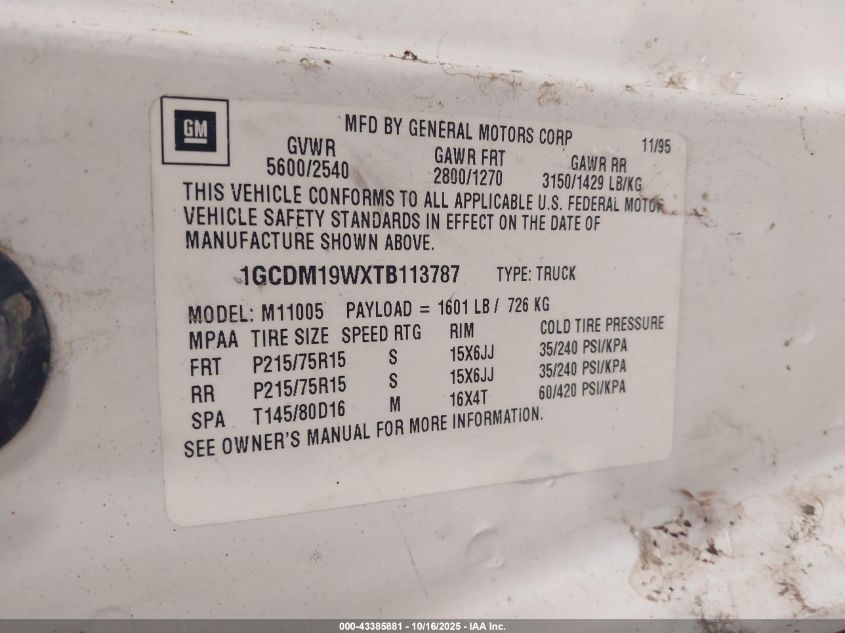 GM
MFD BY GENERAL MOTORS CORP 11/95
GVWR GAWR FRT GAWR RR
5600/2540 2800/1270 3150/1429 LB/KG
THIS VEHICLE CONFORMS TO ALL APPLICABLE U.S. FEDERAL MOTOR
VEHICLE SAFETY STANDARDS IN EFFECT ON THE DATE OF
MANUFACTURE SHOWN ABOVE.
1GCDM19WXTB113787 TYPE: TRUCK
MODEL: M11005 PAYLOAD = 1601 LB / 726 KG
MPAA TIRE SIZE SPEED RTG RIM COLD TIRE PRESSURE
FRT P215/75R15 S 15X6JJ 35/240 PSI/KPA
RR P215/75R15 S 15X6JJ 35/240 PSI/KPA
SPA T145/80D16 M 16X4T 60/420 PSI/KPA
SEE OWNER'S MANUAL FOR MORE INFORMATION.
000-43385881 - 10/16/2025 - IAA Inc.